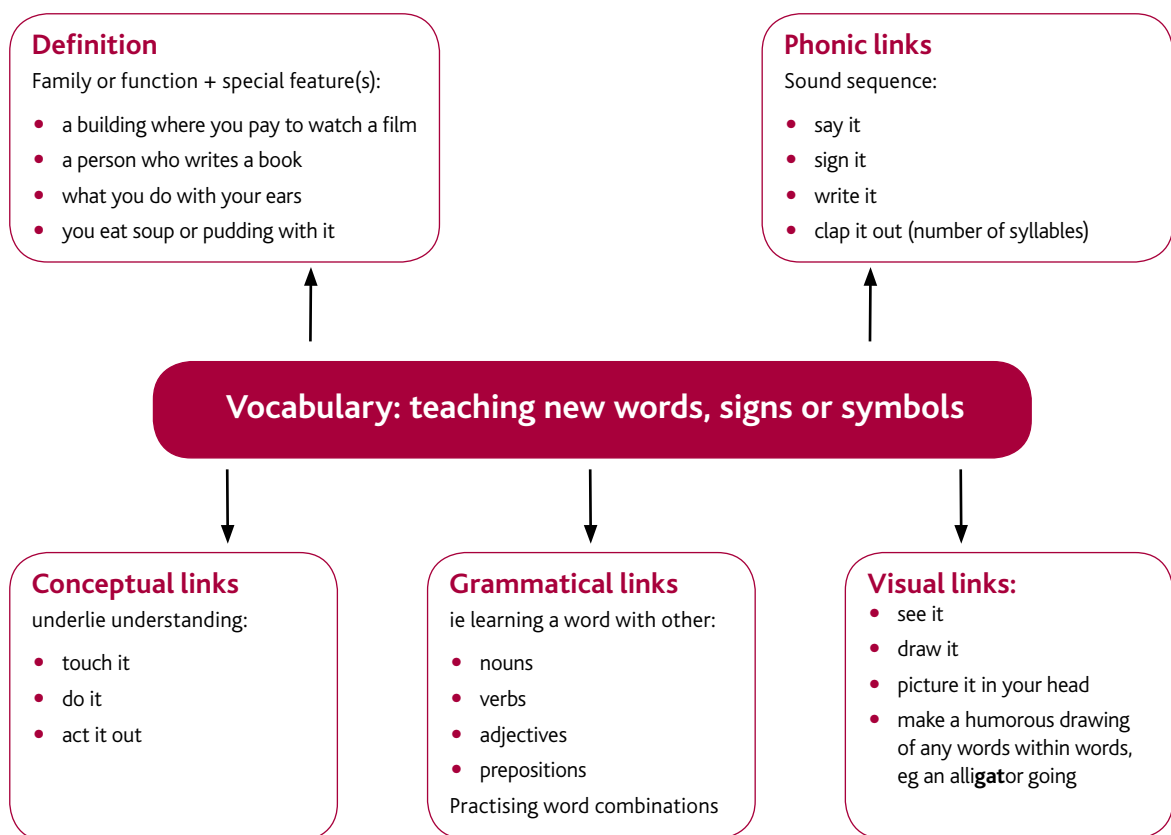 Definition
Family or function + special feature(s):
• a building where you pay to watch a film
• a person who writes a book
• what you do with your ears
• you eat soup or pudding with it
Phonic links
Sound sequence:
• say it
• sign it
• write it
• clap it out (number of syllables)
Vocabulary: teaching new words, signs or symbols
Conceptual links
underlie understanding:
• touch it
• do it
• act it out
Grammatical links
ie learning a word with other:
• nouns
• verbs
• adjectives
• prepositions
Practising word combinations
Visual links:
• see it
• draw it
• picture it in your head
• make a humorous drawing
of any words within words,
eg an alligator going